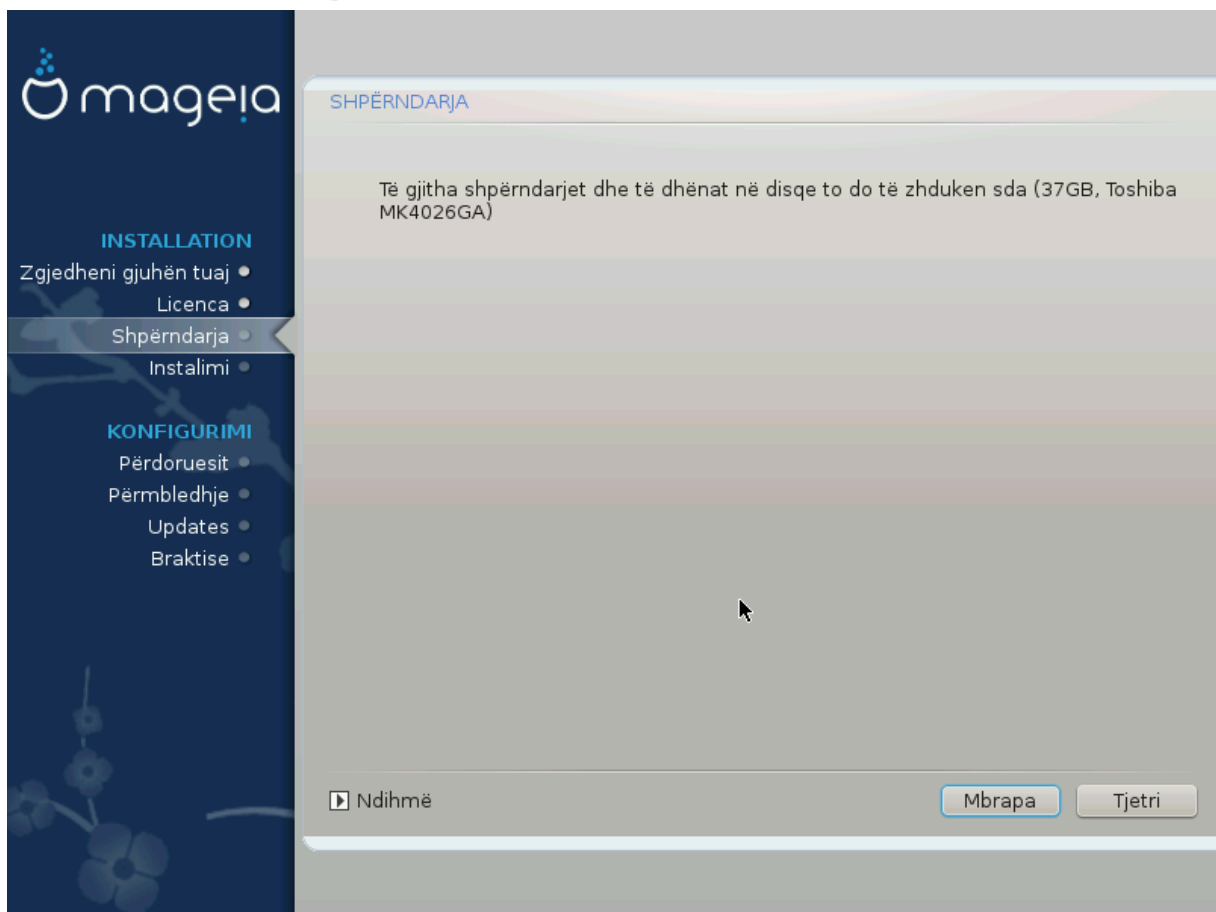 mageia
INSTALLATION
Zgjedheni gjuhën tuaj
Licenca
Shpërndarja
Instalimi
KONFIGURIMI
Përdoruesit
Përmbledhje
Updates
Braktise
SHPËRNDARJA
Të gjitha shpërndarjet dhe të dhënat në disqe to do të zhduken sda (37GB, Toshiba
MK4026GA)
Ndihmë
Mbrapa
Tjetri